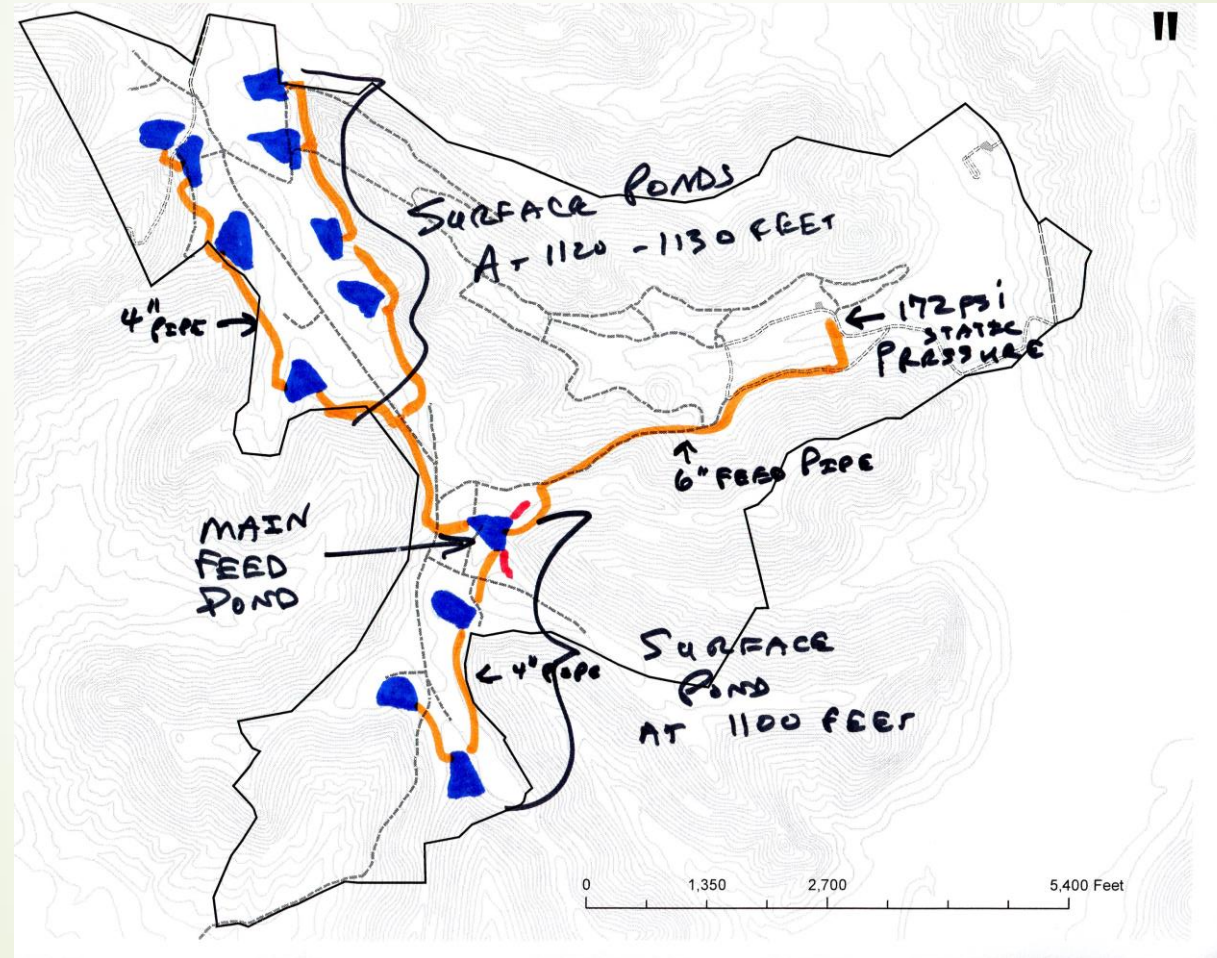 "
SURFACE PONDS
AT 1120 - 1130 FEET
4" PIPE
172 PSI
STATIC
PRESSURE
6" FEED PIPE
MAIN
FEED
POND
4" PIPE
SURFACE
POND
AT 1100 FEET
0 1,350 2,700 5,400 Feet